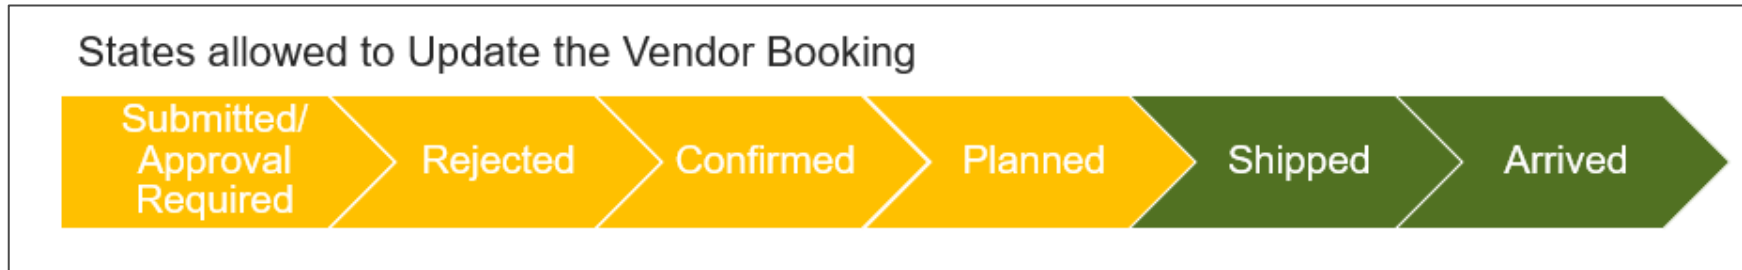 States allowed to Update the Vendor Booking
Submitted/
Approval
Required
Rejected
Confirmed
Planned
Shipped
Arrived